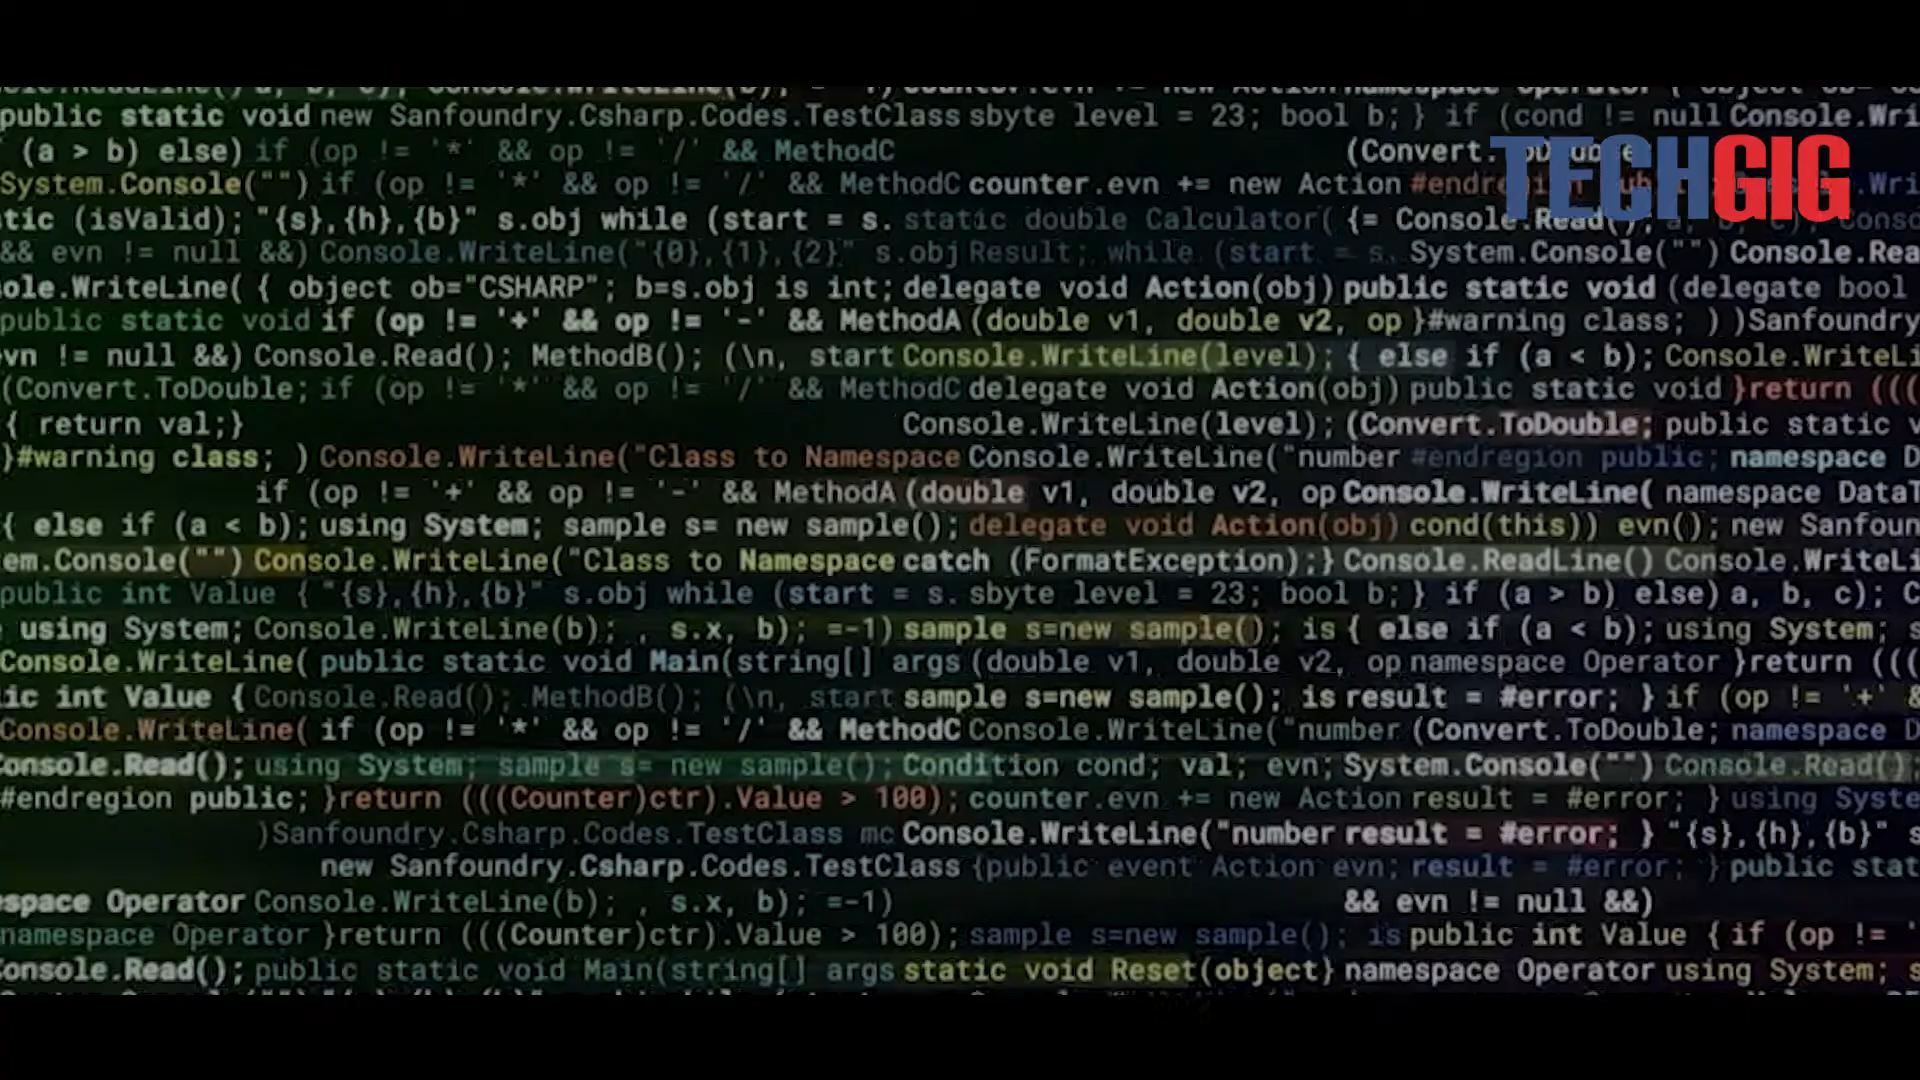 public static void new Sanfoundry.Csharp.Codes.TestClass sbyte level = 23; bool b; } if (cond != null Console.Wri
(a > b) else) if (op != '*' && op != '/' && MethodC (Convert.ToDouble
TECHGIG
System.Console("") if (op != '*' && op != '/' && MethodC counter.evn += new Action #endregion
tic (isValid); "{s},{h},{b}" s.obj while (start = s. static double Calculator( {= Console.Read();
&& evn != null &&) Console.WriteLine("{0},{1},{2}" s.obj Result; while (start = s. System.Console("") Console.Rea
ole.WriteLine( { object ob="CSHARP"; b=s.obj is int; delegate void Action(obj) public static void (delegate bool
public static void if (op != '+' && op != '-' && MethodA (double v1, double v2, op }#warning class; ) )Sanfoundry
vn != null &&) Console.Read(); MethodB(); (\n, start Console.WriteLine(level); { else if (a < b); Console.WriteLi
(Convert.ToDouble; if (op != '*' && op != '/' && MethodC delegate void Action(obj) public static void }return (((
{ return val;} Console.WriteLine(level); (Convert.ToDouble; public static v
}#warning class; ) Console.WriteLine("Class to Namespace Console.WriteLine("number #endregion public; namespace D
if (op != '+' && op != '-' && MethodA (double v1, double v2, op Console.WriteLine( namespace DataT
{ else if (a < b); using System; sample s= new sample(); delegate void Action(obj) cond(this)) evn(); new Sanfoun
em.Console("") Console.WriteLine("Class to Namespace catch (FormatException);} Console.ReadLine() Console.WriteLi
public int Value { "{s},{h},{b}" s.obj while (start = s. sbyte level = 23; bool b; } if (a > b) else) a, b, c); C
using System; Console.WriteLine(b); , s.x, b); =-1) sample s=new sample(); is { else if (a < b); using System; s
Console.WriteLine( public static void Main(string[] args (double v1, double v2, op namespace Operator }return (((
ic int Value { Console.Read(); MethodB(); (\n, start sample s=new sample(); is result = #error; } if (op != '+' &
Console.WriteLine( if (op != '*' && op != '/' && MethodC Console.WriteLine("number (Convert.ToDouble; namespace D
Console.Read(); using System; sample s= new sample(); Condition cond; val; evn; System.Console("") Console.Read();
#endregion public; }return (((Counter)ctr).Value > 100); counter.evn += new Action result = #error; } using Syste
)Sanfoundry.Csharp.Codes.TestClass mc Console.WriteLine("number result = #error; } "{s},{h},{b}" s
new Sanfoundry.Csharp.Codes.TestClass {public event Action evn; result = #error; } public stat
space Operator Console.WriteLine(b); , s.x, b); =-1) && evn != null &&)
namespace Operator }return (((Counter)ctr).Value > 100); sample s=new sample(); is public int Value { if (op != '
Console.Read(); public static void Main(string[] args static void Reset(object} namespace Operator using System; s